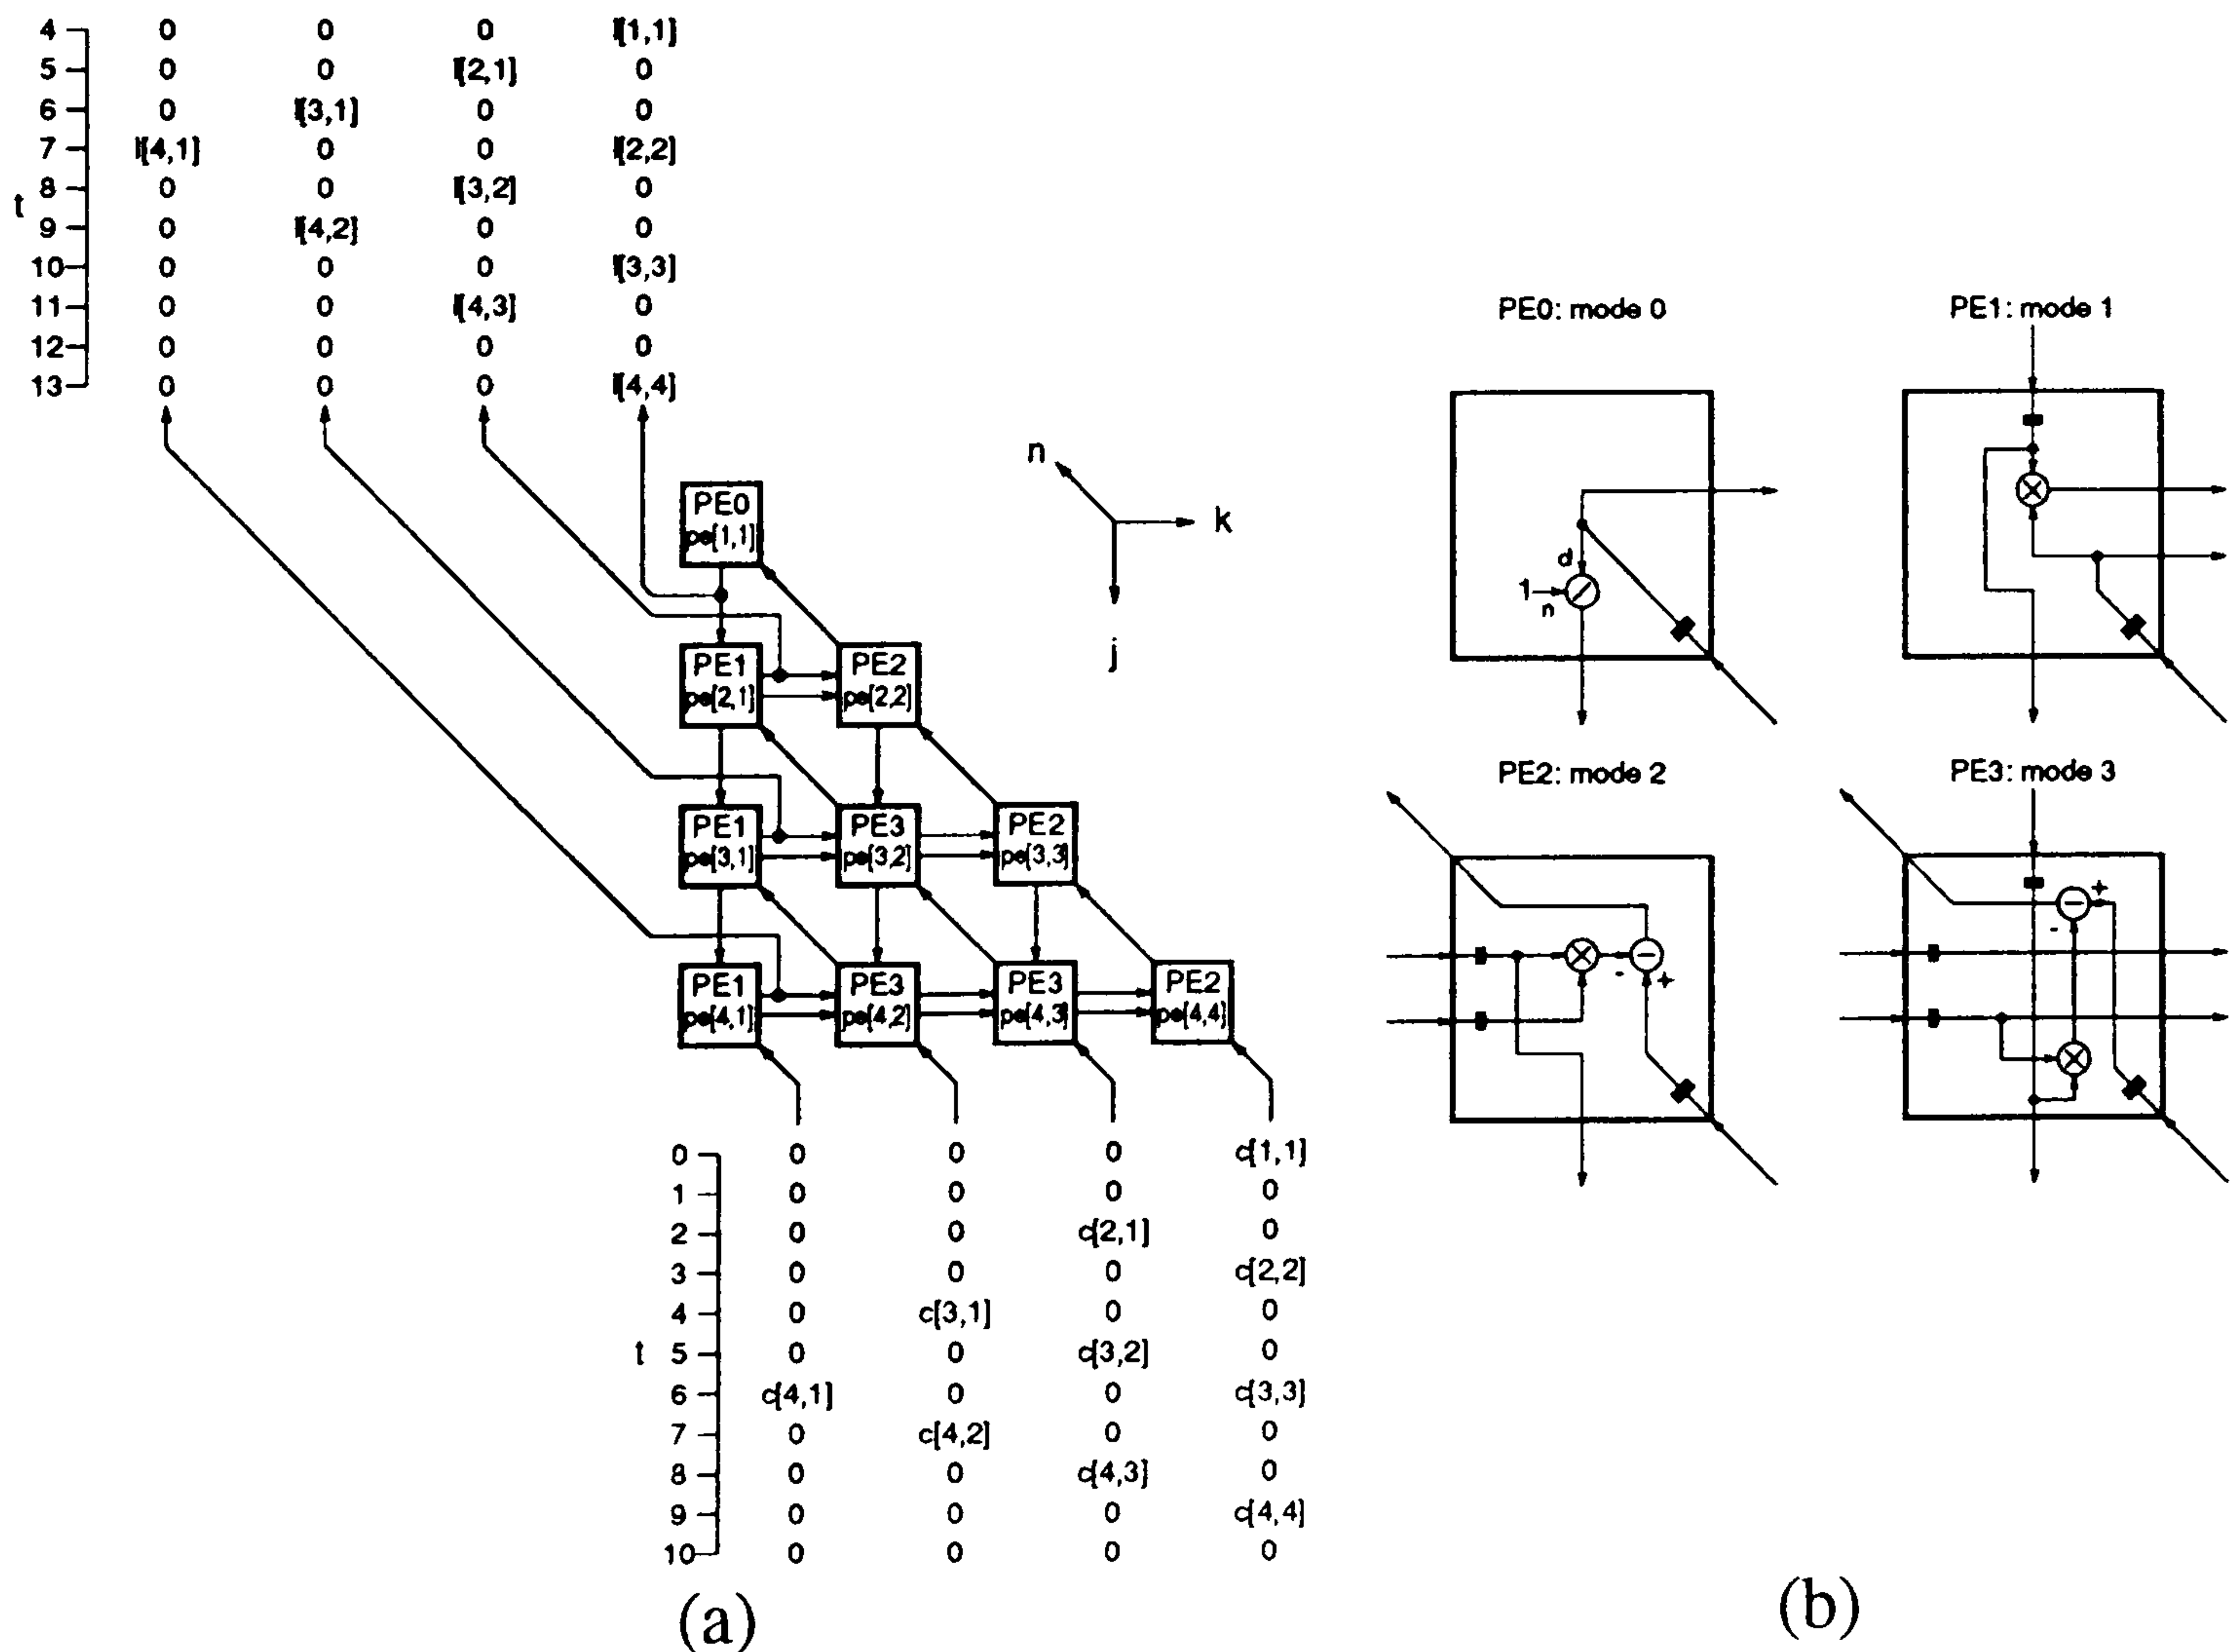 4 0 0 0 l[1,1]
5 0 0 l[2,1] 0
6 0 l[3,1] 0 0
7 l[4,1] 0 0 l[2,2]
8 0 0 l[3,2] 0
t
9 0 l[4,2] 0 0
10 0 0 0 l[3,3]
11 0 0 l[4,3] 0
12 0 0 0 0
13 0 0 0 l[4,4]
n
k
j
PE0
pe[1,1]
PE1 PE2
pe[2,1] pe[2,2]
PE1 PE3 PE2
pe[3,1] pe[3,2] pe[3,3]
PE1 PE3 PE3 PE2
pe[4,1] pe[4,2] pe[4,3] pe[4,4]
0 0 0 0 c[1,1]
1 0 0 0 0
2 0 0 c[2,1] 0
3 0 0 0 c[2,2]
4 0 c[3,1] 0 0
t 5 0 0 c[3,2] 0
6 c[4,1] 0 0 c[3,3]
7 0 c[4,2] 0 0
8 0 0 c[4,3] 0
9 0 0 0 c[4,4]
10 0 0 0 0
(a)
PE0: mode 0
d
1
n
PE1: mode 1
PE2: mode 2
- − +
PE3: mode 3
− +
-
(b)